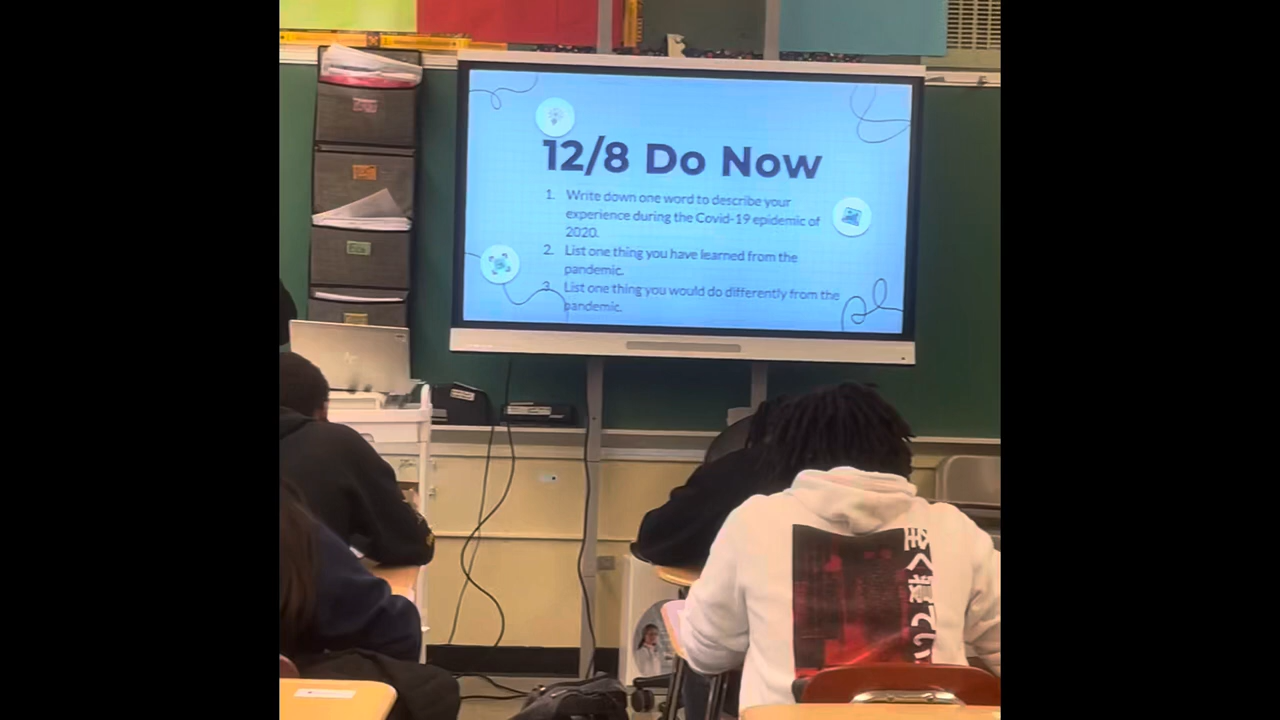 12/8 Do Now
1. Write down one word to describe your
experience during the Covid-19 epidemic of
2020.
2. List one thing you have learned from the
pandemic.
3. List one thing you would do differently from the
pandemic.